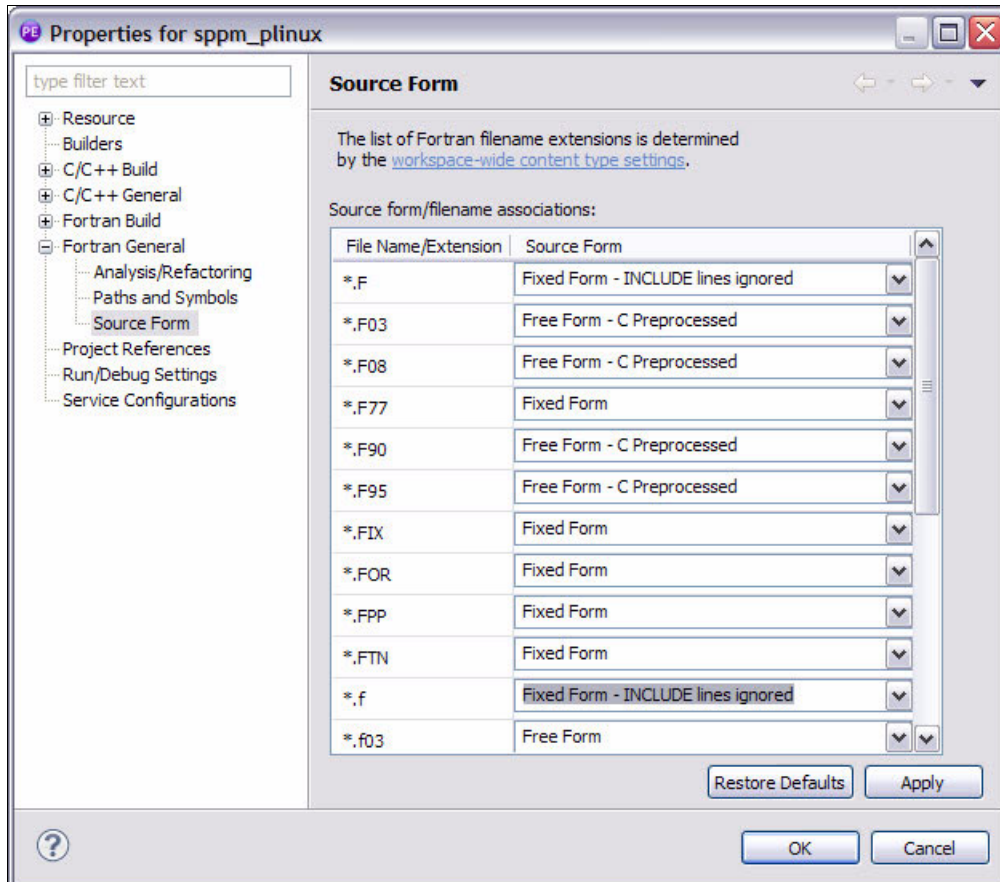 PE Properties for sppm_plinux
type filter text
Resource
Builders
C/C++ Build
C/C++ General
Fortran Build
Fortran General
Analysis/Refactoring
Paths and Symbols
Source Form
Project References
Run/Debug Settings
Service Configurations
Source Form
The list of Fortran filename extensions is determined
by the workspace-wide content type settings.
Source form/filename associations:
File Name/Extension Source Form
*.F Fixed Form - INCLUDE lines ignored
*.F03 Free Form - C Preprocessed
*.F08 Free Form - C Preprocessed
*.F77 Fixed Form
*.F90 Free Form - C Preprocessed
*.F95 Free Form - C Preprocessed
*.FIX Fixed Form
*.FOR Fixed Form
*.FPP Fixed Form
*.FTN Fixed Form
*.f Fixed Form - INCLUDE lines ignored
*.f03 Free Form
Restore Defaults Apply
? OK Cancel